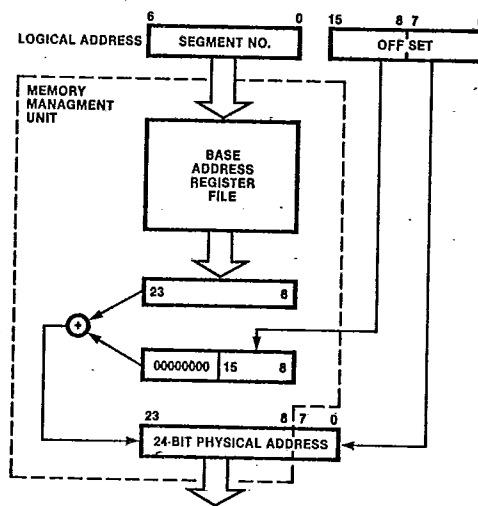 6 0 15 8 7
LOGICAL ADDRESS SEGMENT NO. OFF SET
MEMORY
MANAGMENT
UNIT
BASE
ADDRESS
REGISTER
FILE
23 8
+
00000000 15 8
23 8 7 0
24-BIT PHYSICAL ADDRESS